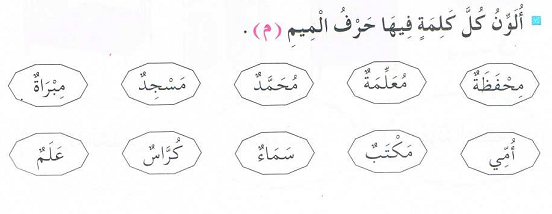 أُلَوِّنُ كُلَّ كَلِمَةٍ فِيهَا حَرْفُ الْمِيمِ (م).
مِحْفَظَةٌ مُعَلِّمَةٌ مُحَمَّدٌ مَسْجِدٌ مِبْرَاةٌ
أُمِّي مَكْتَبٌ سَمَاءٌ كُرَّاسٌ عَلَمٌ